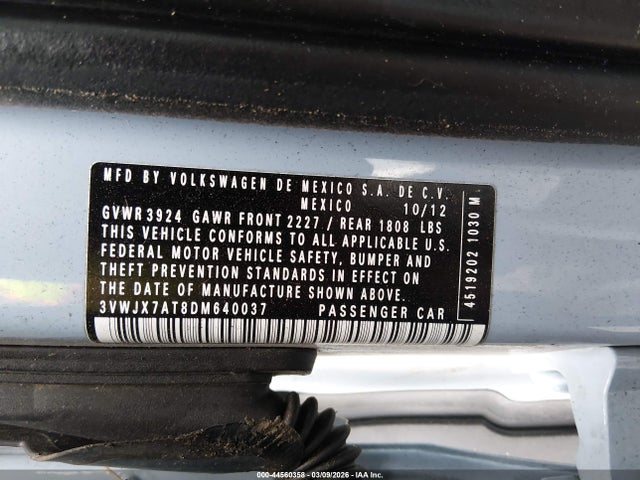 MFD BY VOLKSWAGEN DE MEXICO S.A. DE C.V.
MEXICO 10/12
GVWR 3924 GAWR FRONT 2227 / REAR 1808 LBS
THIS VEHICLE CONFORMS TO ALL APPLICABLE U.S.
FEDERAL MOTOR VEHICLE SAFETY, BUMPER AND
THEFT PREVENTION STANDARDS IN EFFECT ON
THE DATE OF MANUFACTURE SHOWN ABOVE.
3VWJX7AT8DM640037 PASSENGER CAR
4519202 1030 M
000-44560358 - 03/09/2026 - IAA Inc.